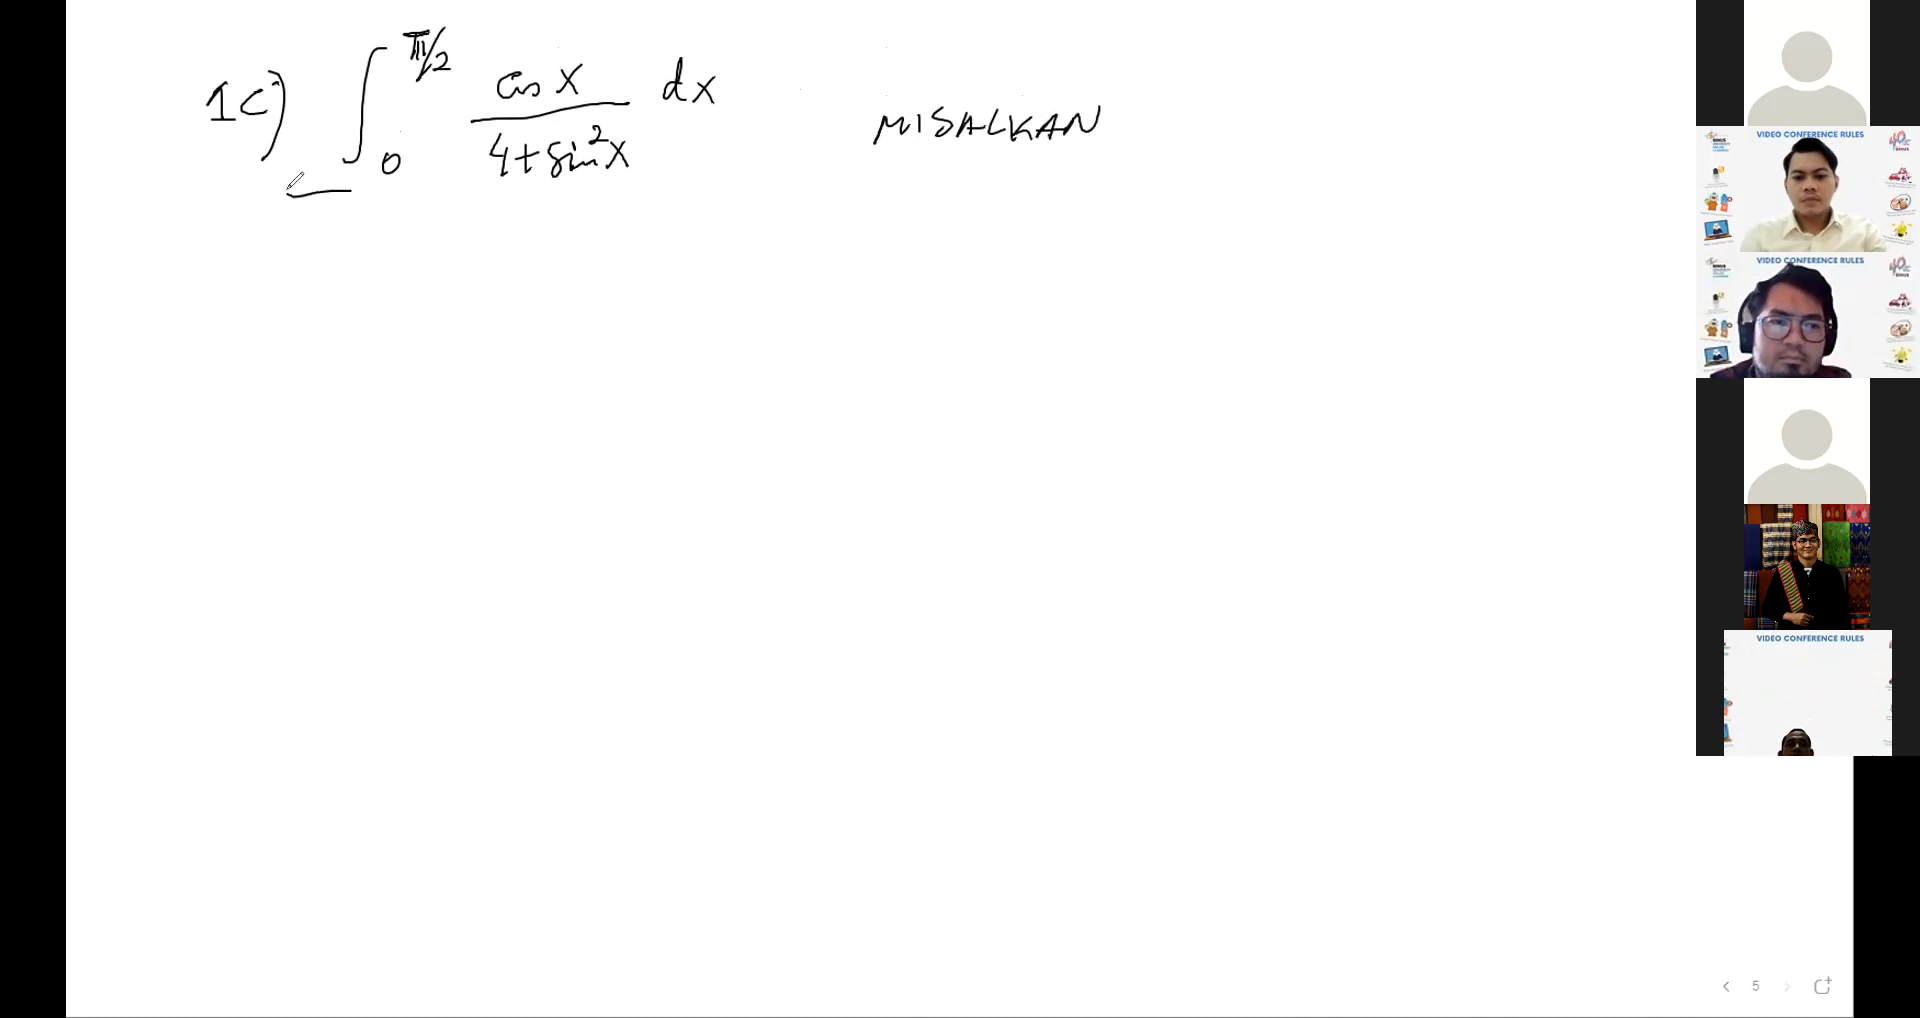 1c) ∫₀^π/2 cos x / (4+sin²x) dx
MISALKAN
VIDEO CONFERENCE RULES
VIDEO CONFERENCE RULES
VIDEO CONFERENCE RULES
5